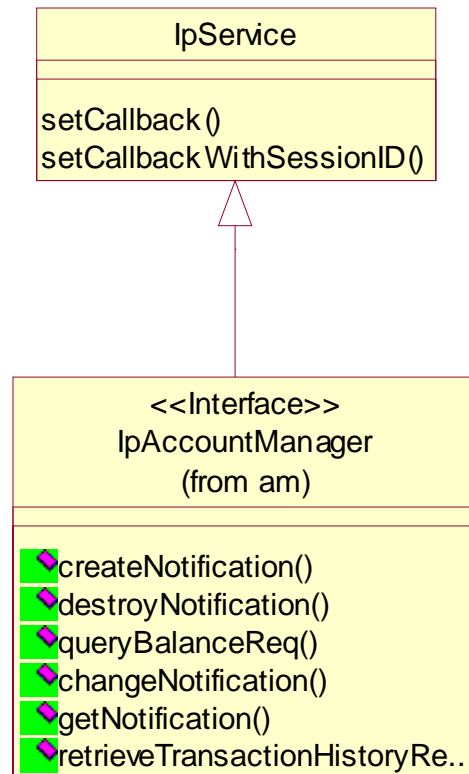 IpService
setCallback()
setCallbackWithSessionID()
<<Interface>>
IpAccountManager
(from am)
createNotification()
destroyNotification()
queryBalanceReq()
changeNotification()
getNotification()
retrieveTransactionHistoryRe..